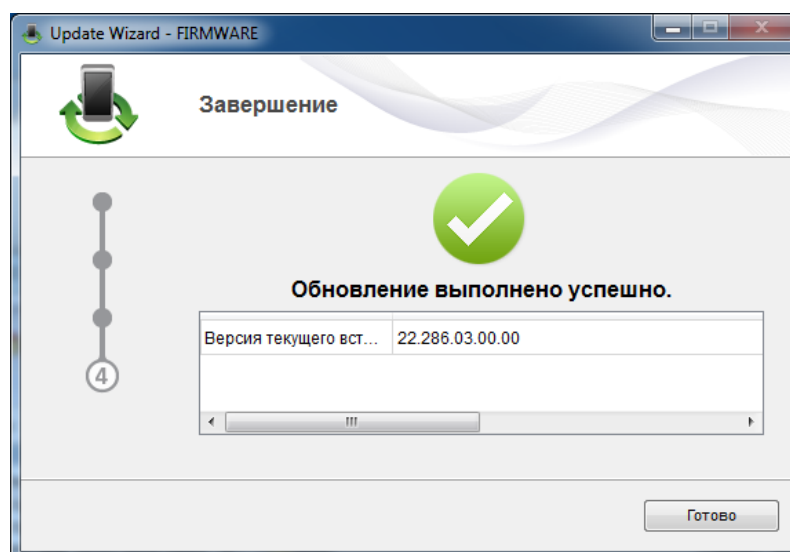 Update Wizard - FIRMWARE
Завершение
Обновление выполнено успешно.
Версия текущего вст... 22.286.03.00.00
4
Готово